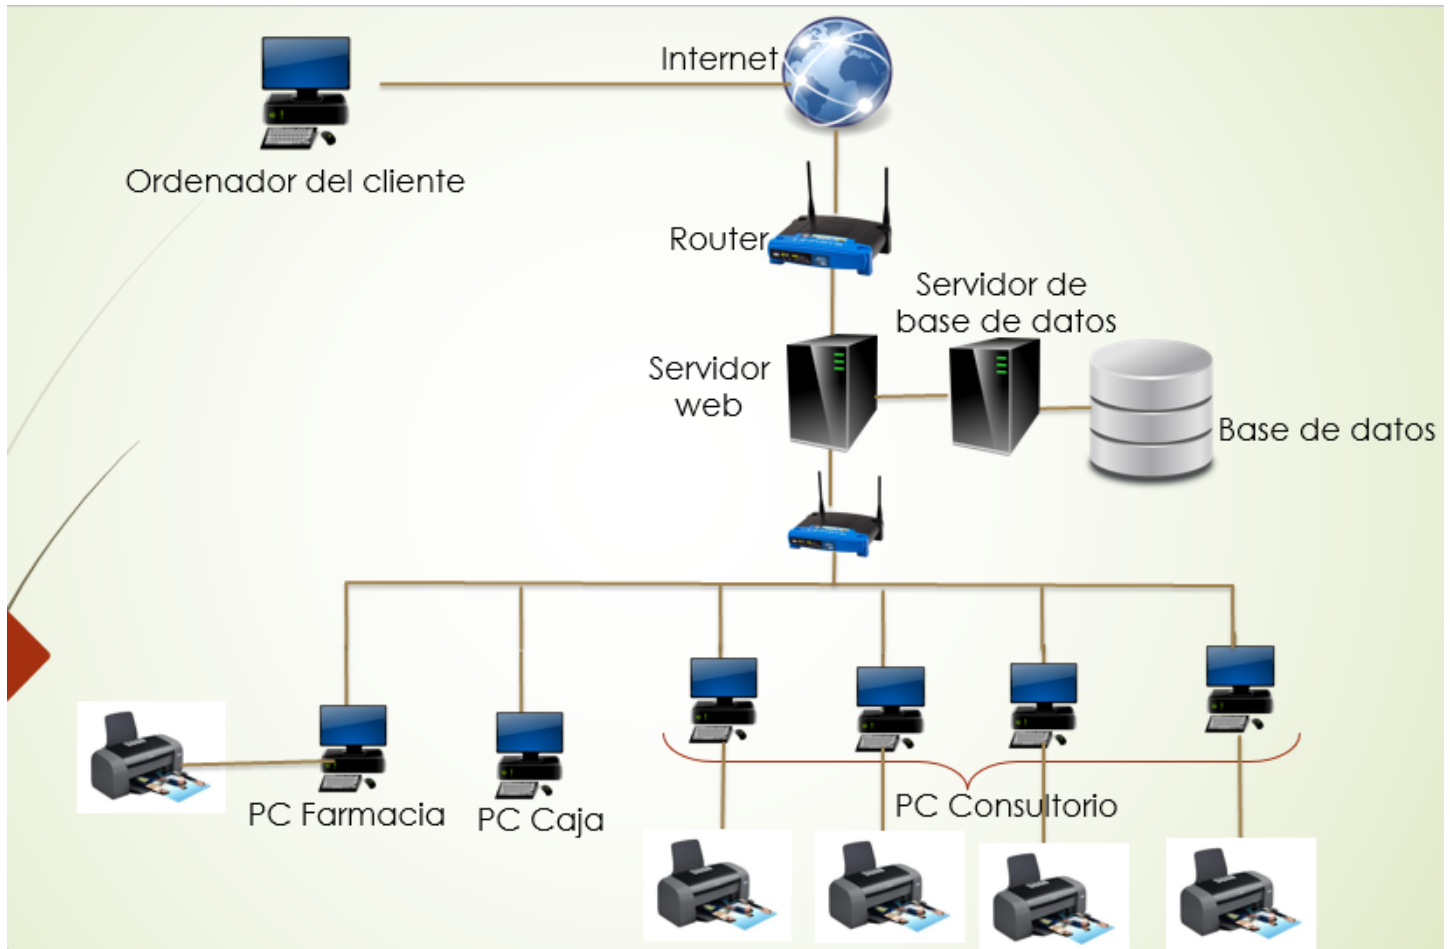 Internet
Ordenador del cliente
Router
Servidor de
base de datos
Servidor
web
Base de datos
PC Farmacia
PC Caja
PC Consultorio